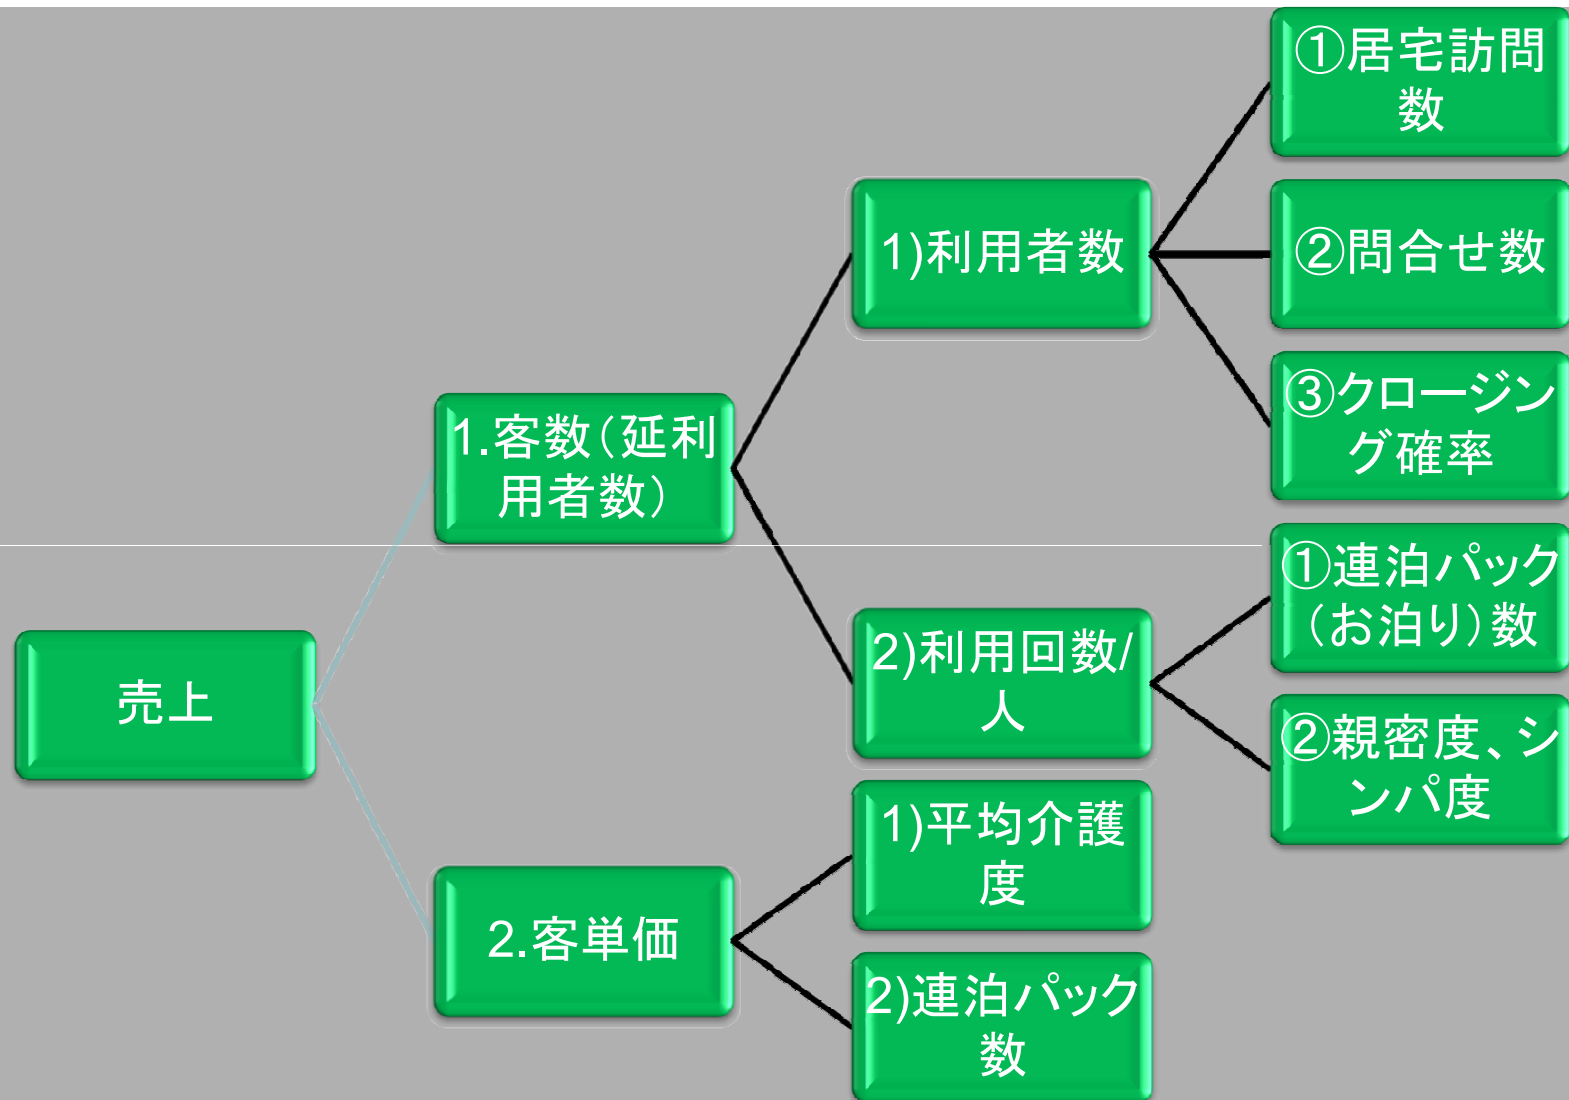 売上
1.客数（延利
用者数）
1)利用者数
①居宅訪問
数
②問合せ数
③クロージン
グ確率
2)利用回数/
人
①連泊パック
（お泊り）数
②親密度、シ
ンパ度
2.客単価
1)平均介護
度
2)連泊パック
数